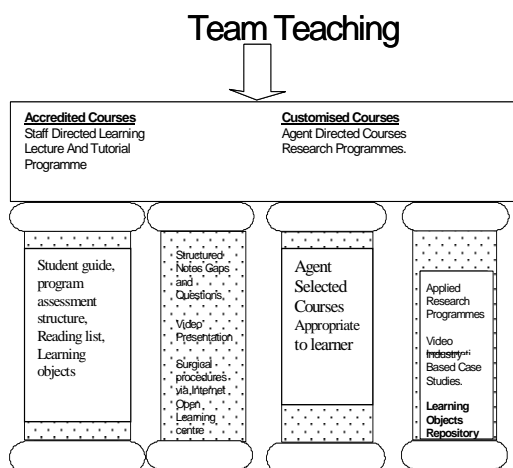 Team Teaching
Accredited Courses
Staff Directed Learning
Lecture And Tutorial
Programme
Customised Courses
Agent Directed Courses
Research Programmes.
Student guide,
program
assessment
structure,
Reading list,
Learning
objects
Structured
Notes Gaps
and
Questions,
Video
Presentation
Surgical
procedures
via Internet
Open
Learning
centre
Agent
Selected
Courses
Appropriate
to learner
Applied
Research
Programmes
Video
Based Case
Studies.
Learning
Objects
Repository